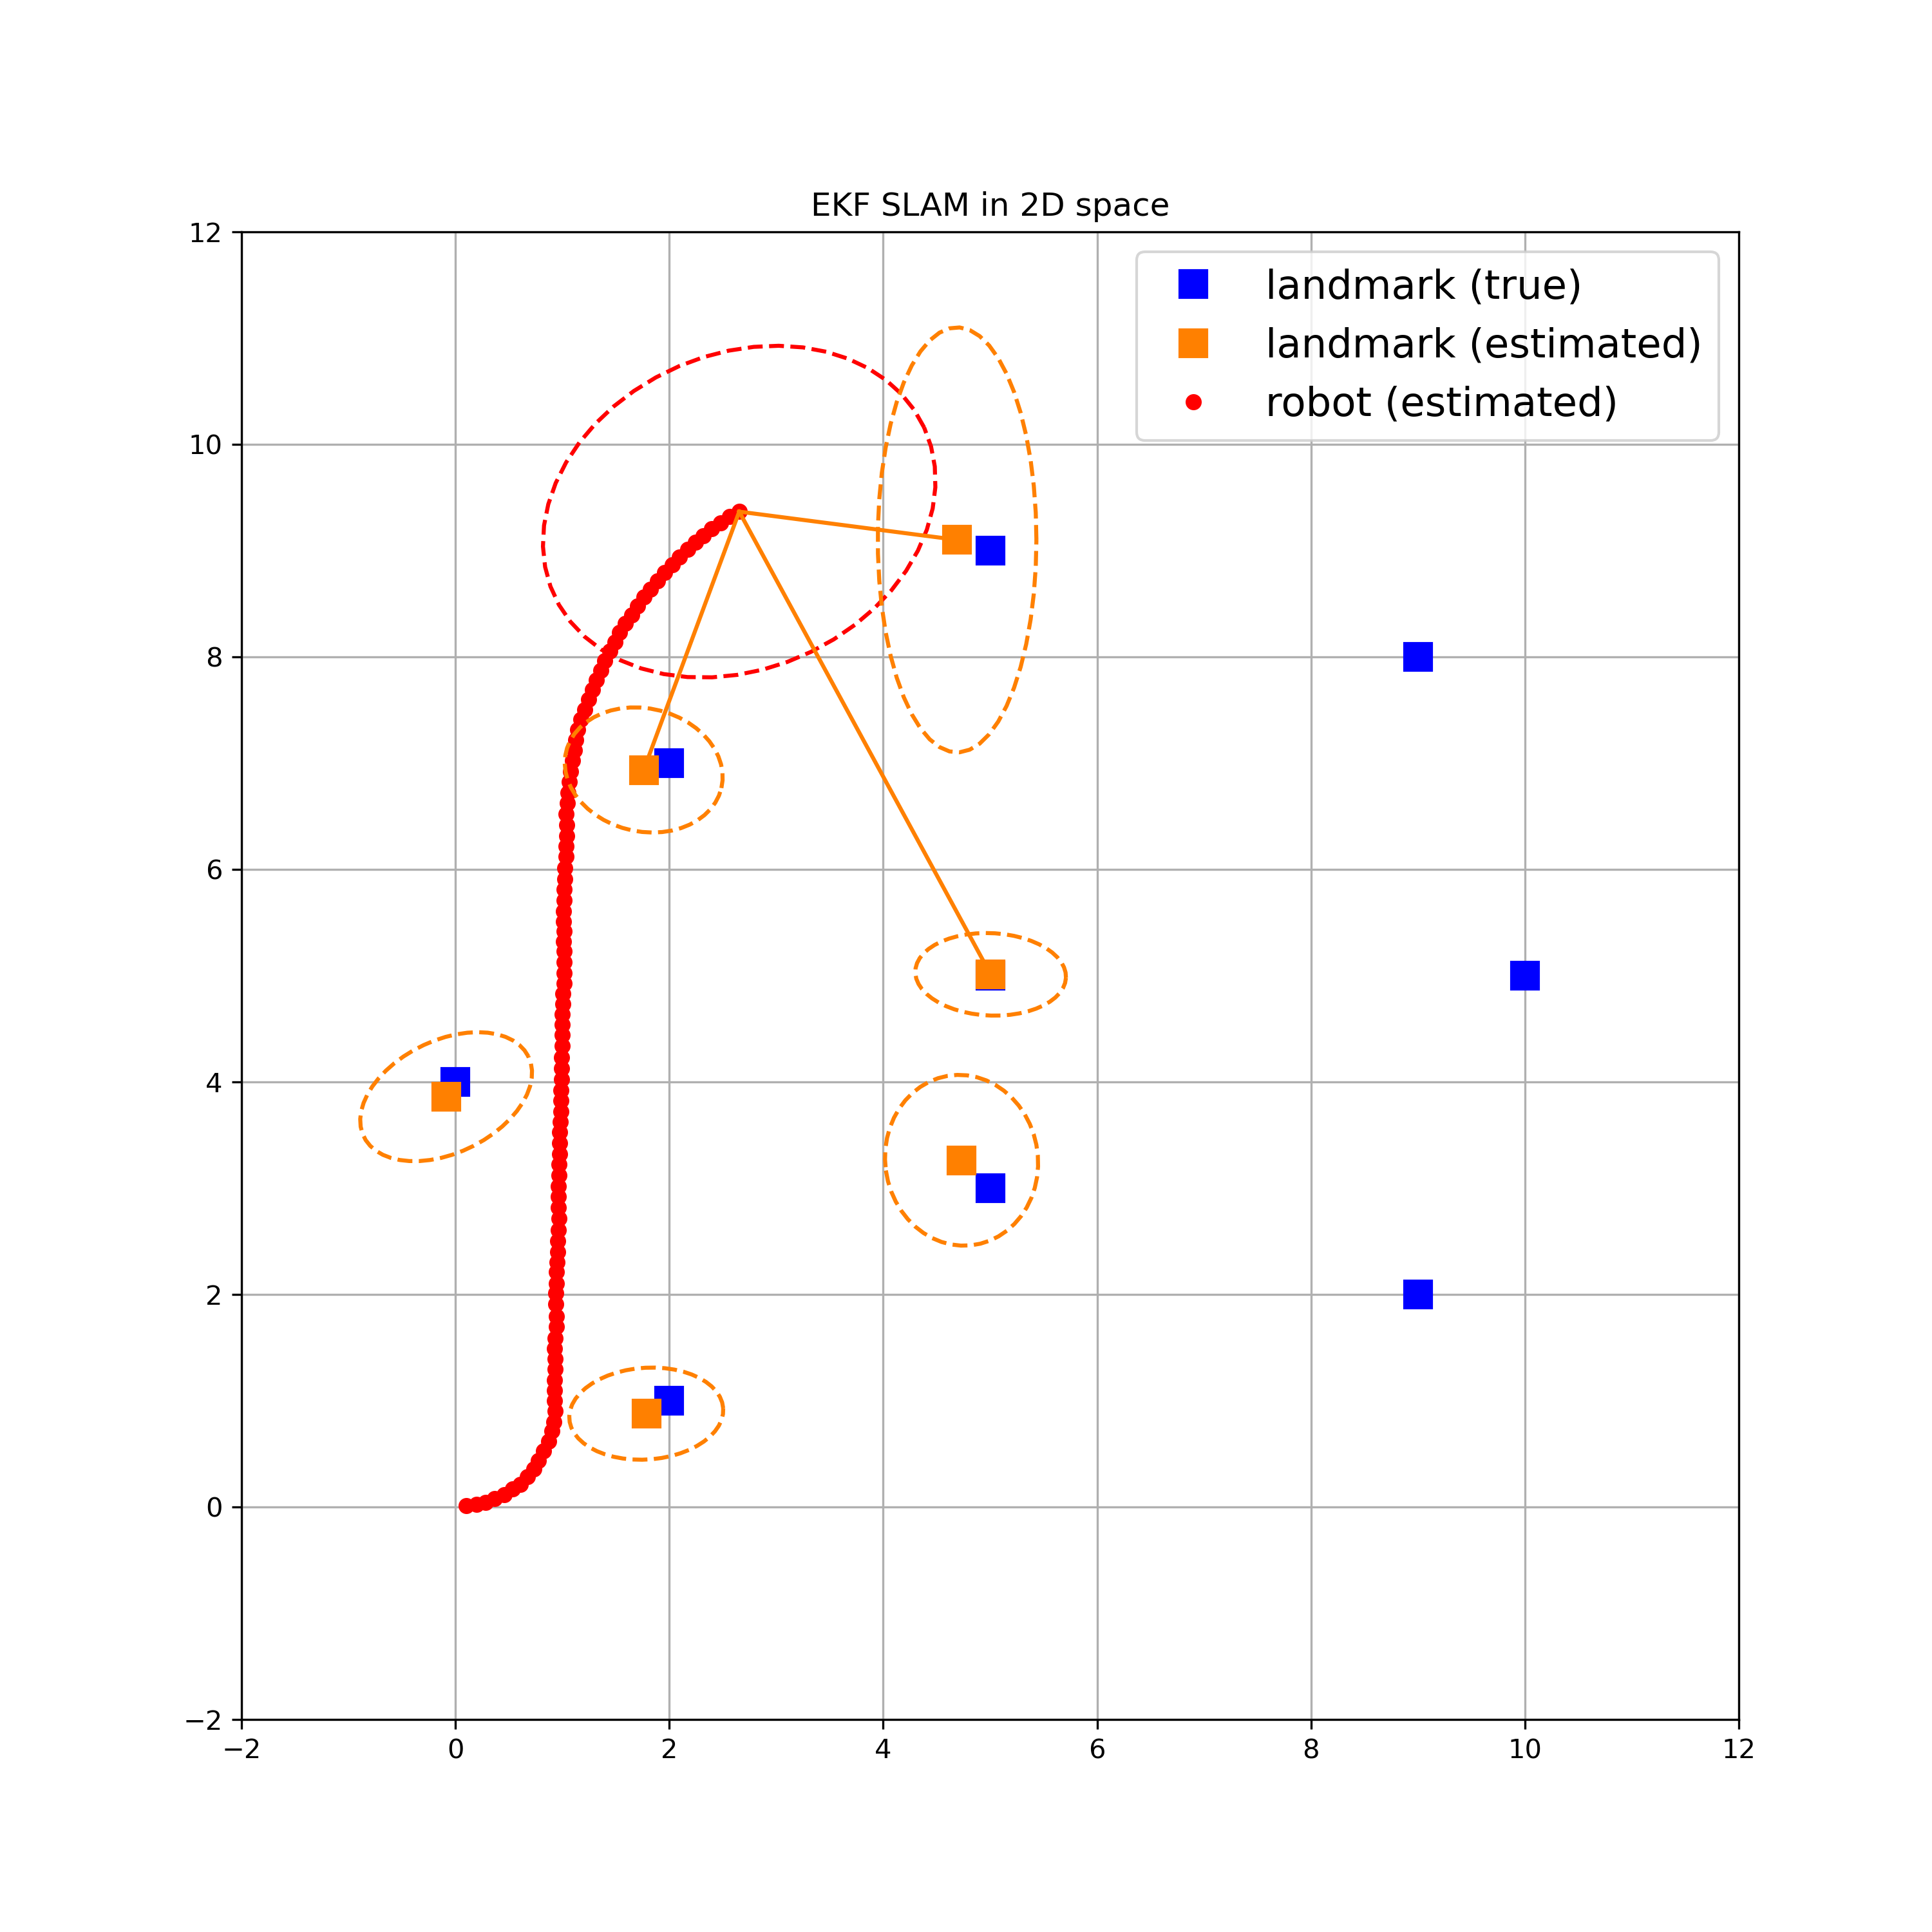 EKF SLAM in 2D space
12
10
8
6
4
2
0
−2
−2 0 2 4 6 8 10 12
landmark (true)
landmark (estimated)
robot (estimated)